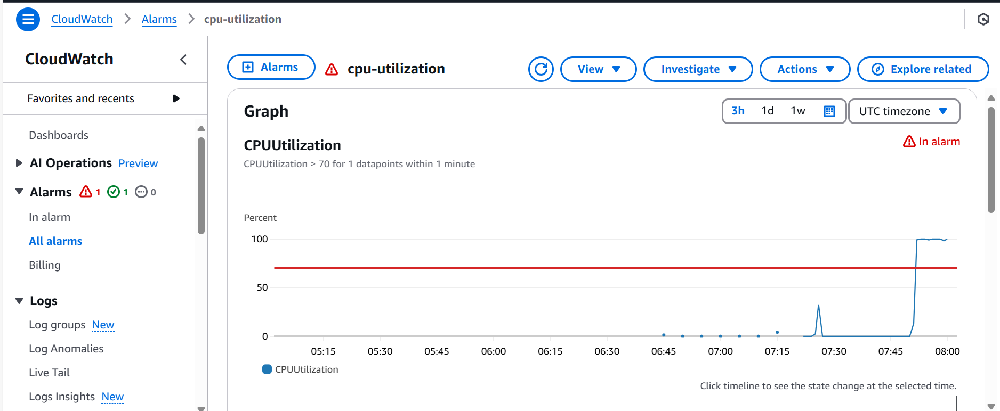 CloudWatch > Alarms > cpu-utilization
CloudWatch
Favorites and recents
Dashboards
AI Operations Preview
Alarms 1 1 0
In alarm
All alarms
Billing
Logs
Log groups New
Log Anomalies
Live Tail
Logs Insights New
Alarms cpu-utilization View Investigate Actions Explore related
Graph 3h 1d 1w UTC timezone
CPUUtilization In alarm
CPUUtilization > 70 for 1 datapoints within 1 minute
Percent
100
50
0
05:15 05:30 05:45 06:00 06:15 06:30 06:45 07:00 07:15 07:30 07:45 08:00
CPUUtilization
Click timeline to see the state change at the selected time.